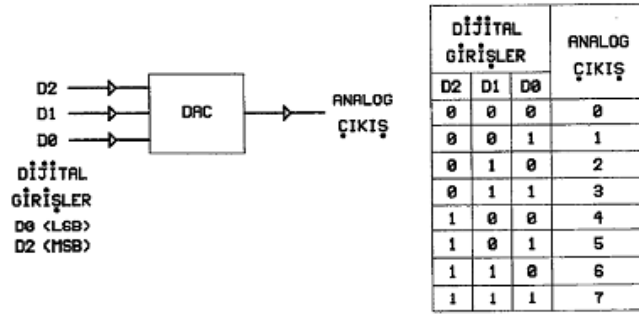 D2
D1
D0
DAC
ANALOG
ÇIKIŞ
DİJİTAL
GİRİŞLER
D0 (LSB)
D2 (MSB)
DİJİTAL
GİRİŞLER
ANALOG
ÇIKIŞ
D2 D1 D0
0 0 0 0
0 0 1 1
0 1 0 2
0 1 1 3
1 0 0 4
1 0 1 5
1 1 0 6
1 1 1 7